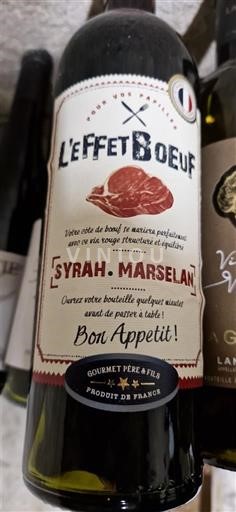 POUR VOS PAPILLES
L'EFFET BOEUF
Votre côte de bœuf se mariera parfaitement
avec ce vin rouge structuré et équilibré
VINOU
SYRAH · MARSELAN
Ouvrez votre bouteille quelques minutes
avant de passer à table !
Bon Appetit !
GOURMET PÈRE & FILS
PRODUIT DE FRANCE
LAN